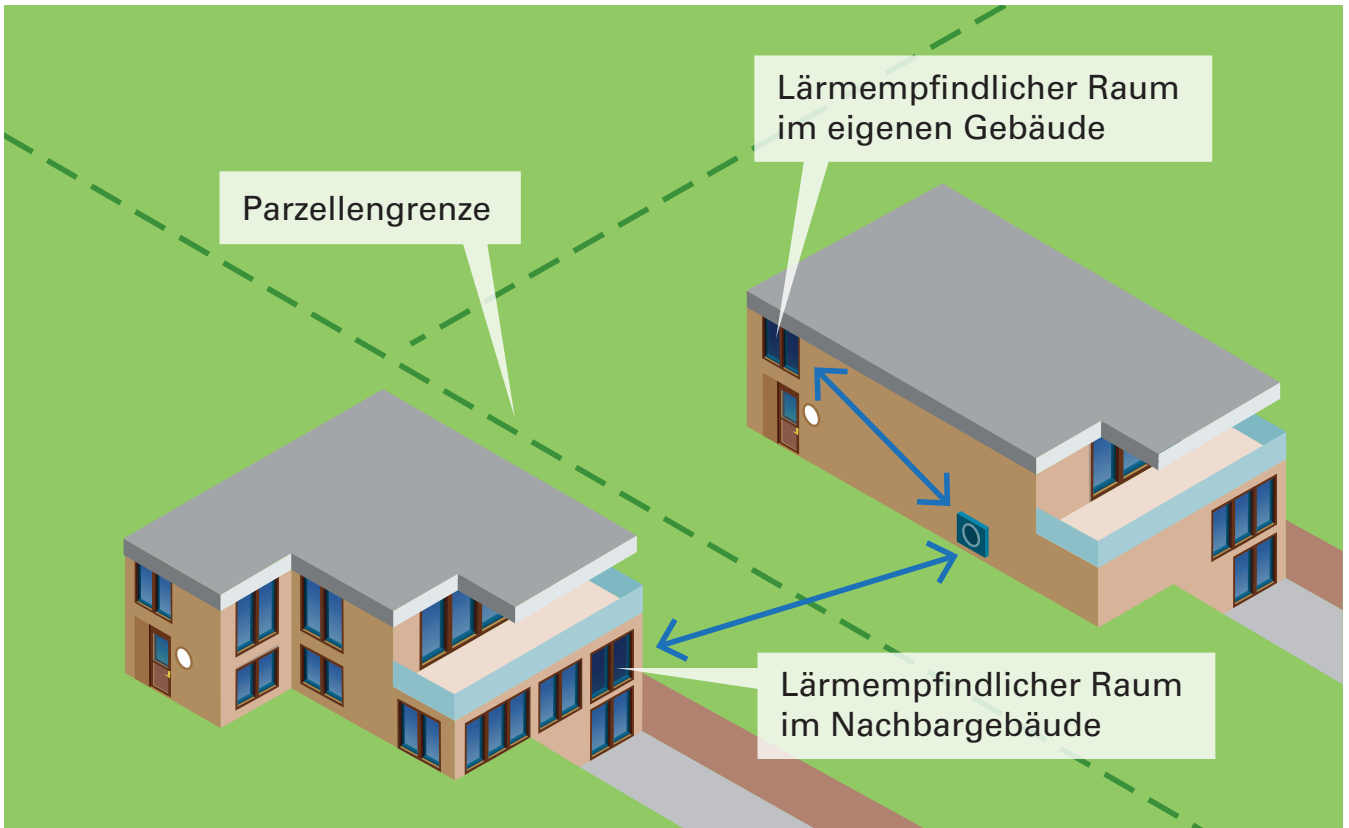 Lärmempfindlicher Raum
im eigenen Gebäude
Parzellengrenze
Lärmempfindlicher Raum
im Nachbargebäude